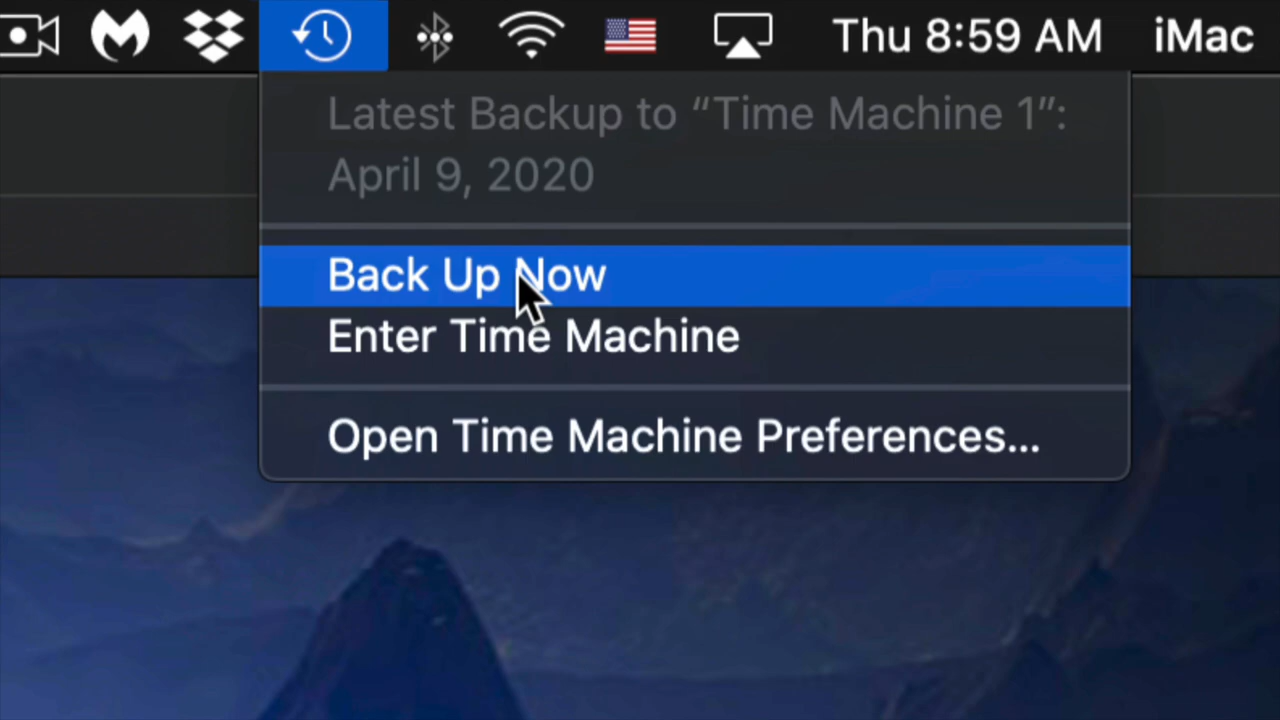 Thu 8:59 AM iMac
Latest Backup to “Time Machine 1”:
April 9, 2020
Back Up Now
Enter Time Machine
Open Time Machine Preferences...